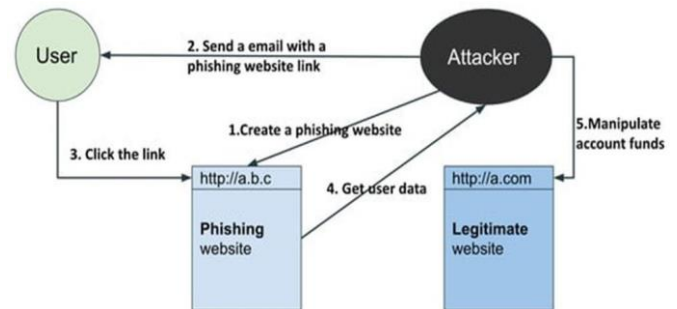 User
2. Send a email with a
phishing website link
Attacker
1.Create a phishing website
5.Manipulate
account funds
3. Click the link
http://a.b.c
4. Get user data
http://a.com
Phishing
website
Legitimate
website